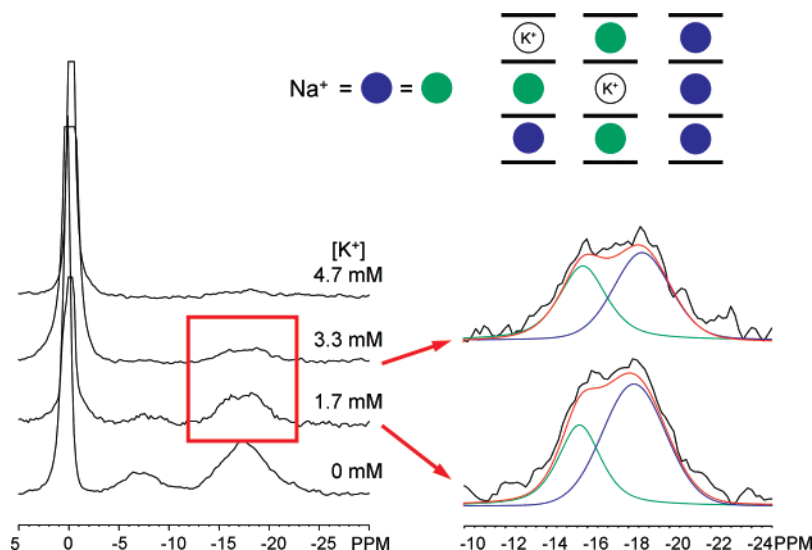 K⁺
Na⁺ = =
K⁺
[K⁺]
4.7 mM
3.3 mM
1.7 mM
0 mM
5 0 -5 -10 -15 -20 -25 PPM
-10 -12 -14 -16 -18 -20 -22 -24 PPM